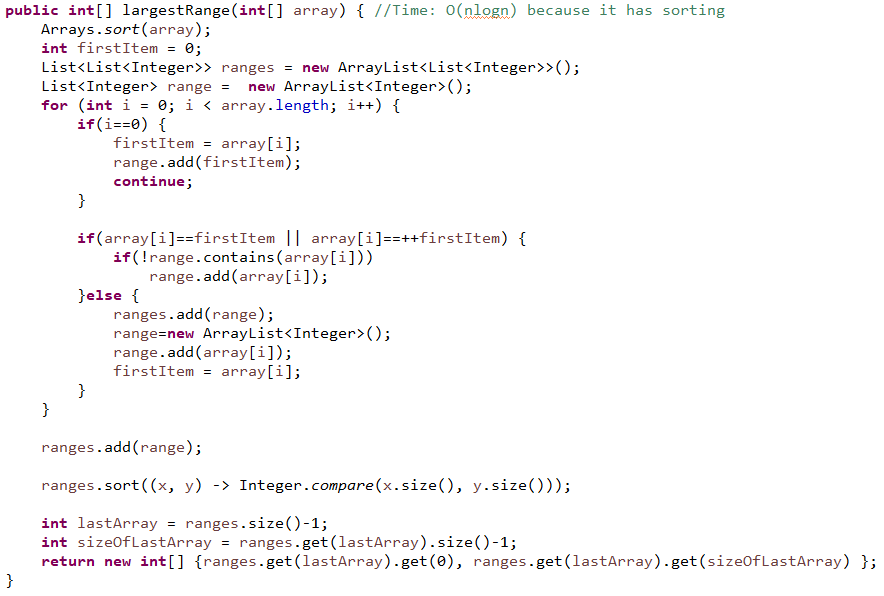 public int[] largestRange(int[] array) { //Time: O(nlogn) because it has sorting
    Arrays.sort(array);
    int firstItem = 0;
    List<List<Integer>> ranges = new ArrayList<List<Integer>>();
    List<Integer> range =  new ArrayList<Integer>();
    for (int i = 0; i < array.length; i++) {
        if(i==0) {
            firstItem = array[i];
            range.add(firstItem);
            continue;
        }

        if(array[i]==firstItem || array[i]==++firstItem) {
            if(!range.contains(array[i]))
                range.add(array[i]);
        }else {
            ranges.add(range);
            range=new ArrayList<Integer>();
            range.add(array[i]);
            firstItem = array[i];
        }
    }

    ranges.add(range);

    ranges.sort((x, y) -> Integer.compare(x.size(), y.size()));

    int lastArray = ranges.size()-1;
    int sizeOfLastArray = ranges.get(lastArray).size()-1;
    return new int[] {ranges.get(lastArray).get(0), ranges.get(lastArray).get(sizeOfLastArray) };
}